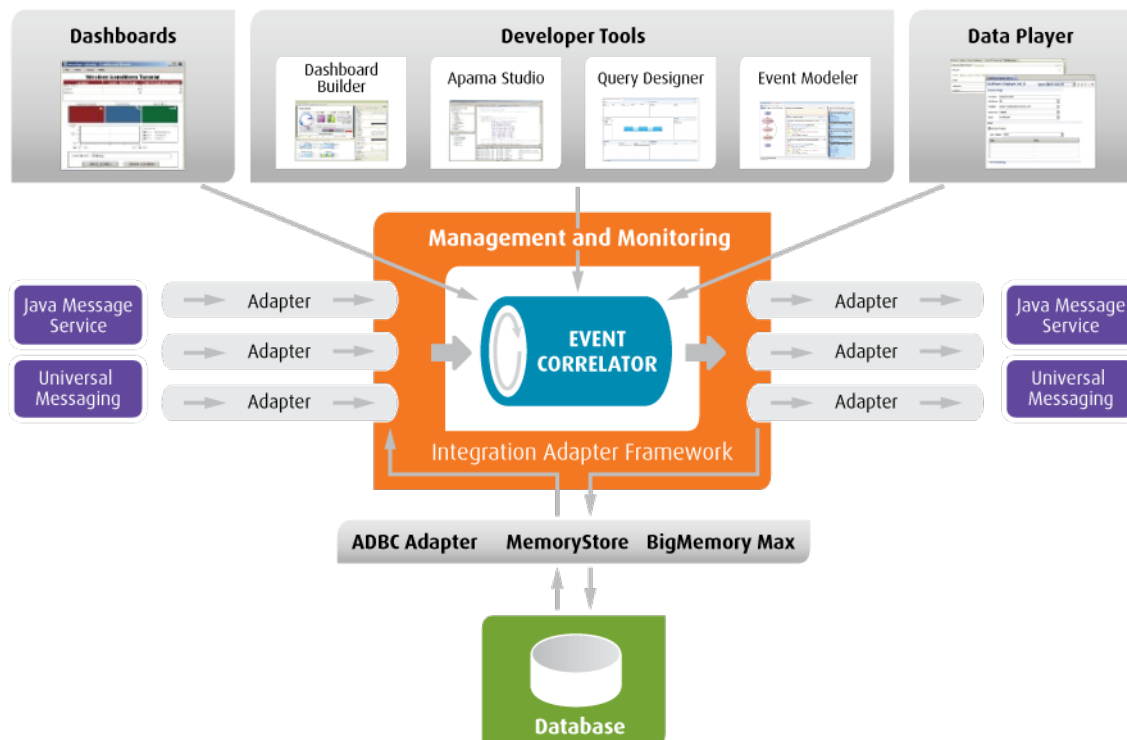 Dashboards
Developer Tools
Data Player
Dashboard
Builder
Apama Studio
Query Designer
Event Modeler
Management and Monitoring
Java Message
Service
Universal
Messaging
Adapter
Adapter
Adapter
EVENT
CORRELATOR
Adapter
Adapter
Adapter
Java Message
Service
Universal
Messaging
Integration Adapter Framework
ADBC Adapter MemoryStore BigMemory Max
Database